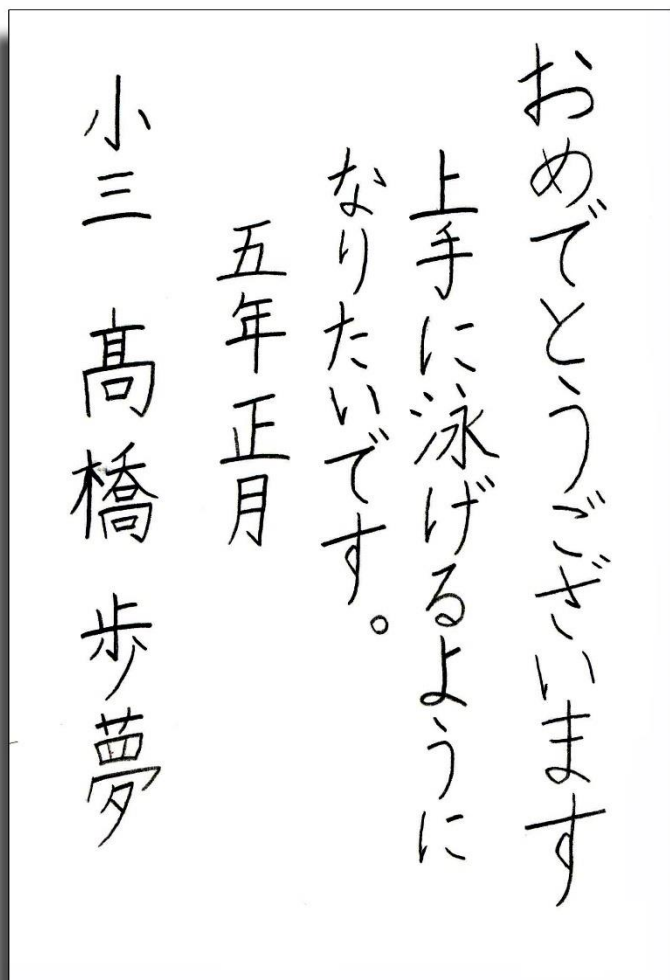 おめでとうございます
上手に泳げるように
なりたいです。
五年正月
小三 髙橋 歩夢